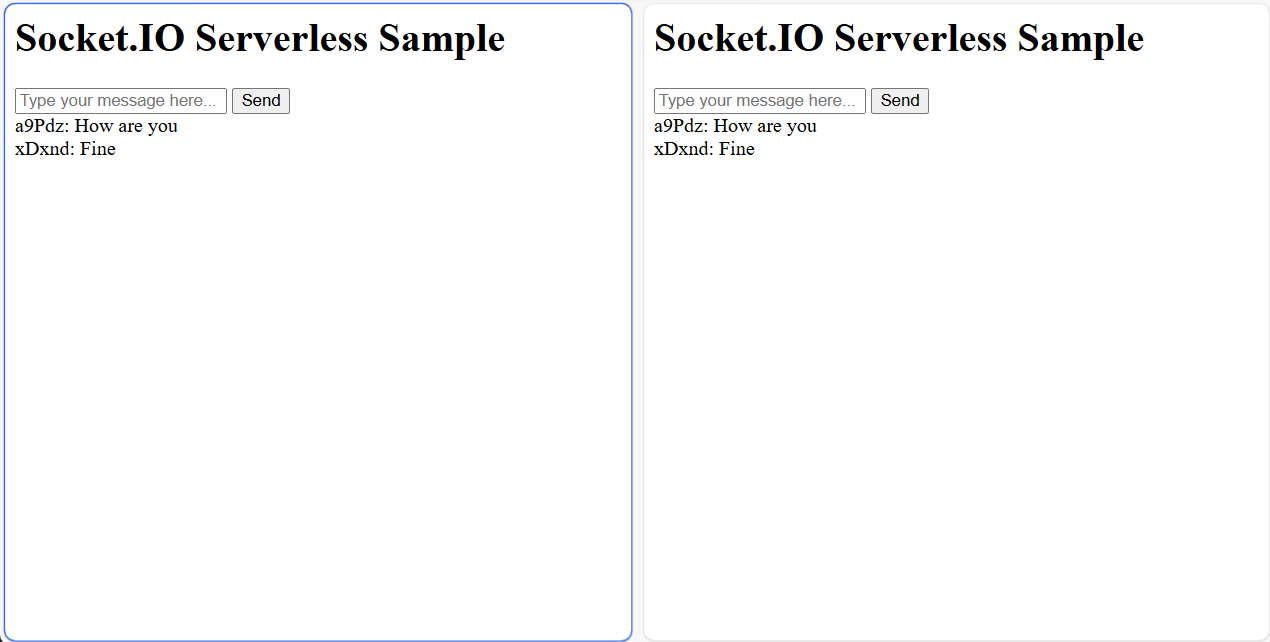 Socket.IO Serverless Sample
Type your message here... Send
a9Pdz: How are you
xDxnd: Fine
Socket.IO Serverless Sample
Type your message here... Send
a9Pdz: How are you
xDxnd: Fine